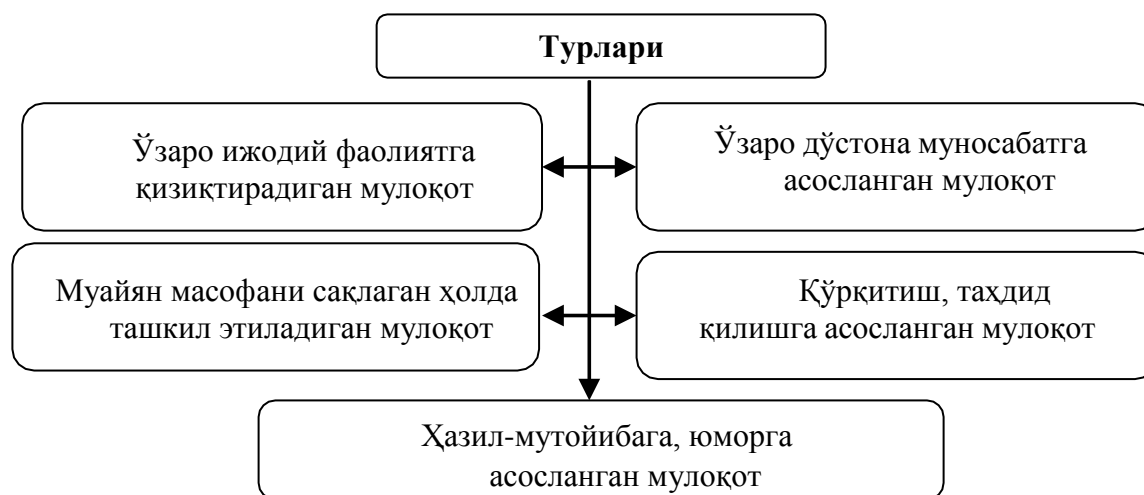 Турлари
Ўзаро ижодий фаолиятга
қизиқтирадиган мулоқот
Ўзаро дўстона муносабатга
асосланган мулоқот
Муайян масофани сақлаган ҳолда
ташкил этиладиган мулоқот
Қўрқитиш, таҳдид
қилишга асосланган мулоқот
Ҳазил-мутойибага, юморга
асосланган мулоқот